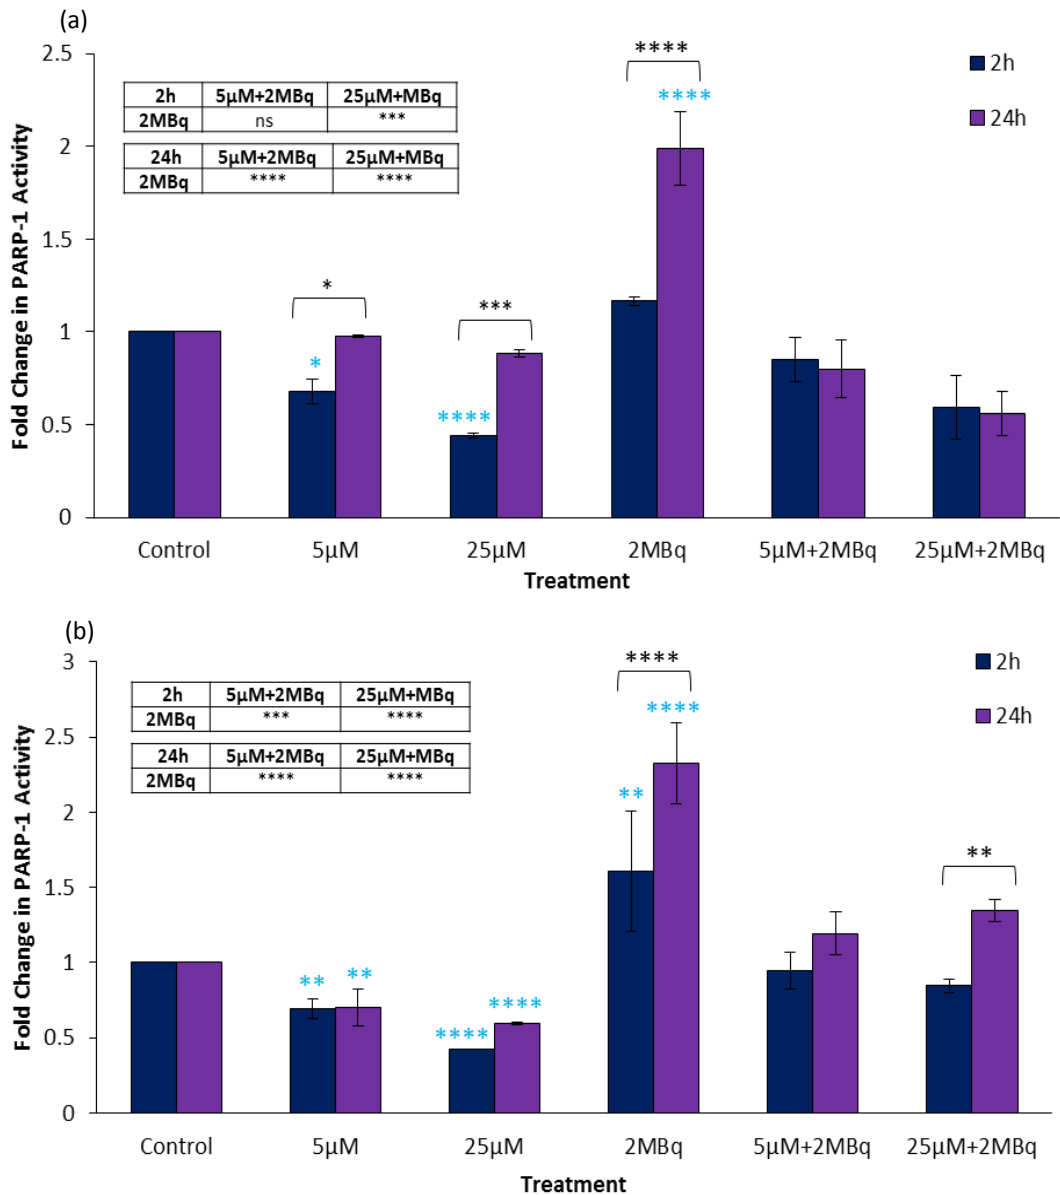 (a)
2.5
2
1.5
1
0.5
0
Fold Change in PARP-1 Activity
2h 5µM+2MBq 25µM+MBq
2MBq ns ***
24h 5µM+2MBq 25µM+MBq
2MBq **** ****
2h
24h
****
****
*
***
*
****
Control 5µM 25µM 2MBq 5µM+2MBq 25µM+2MBq
Treatment
(b)
3
2.5
2
1.5
1
0.5
0
Fold Change in PARP-1 Activity
2h 5µM+2MBq 25µM+MBq
2MBq *** ****
24h 5µM+2MBq 25µM+MBq
2MBq **** ****
2h
24h
****
****
**
**
** **
****
****
Control 5µM 25µM 2MBq 5µM+2MBq 25µM+2MBq
Treatment